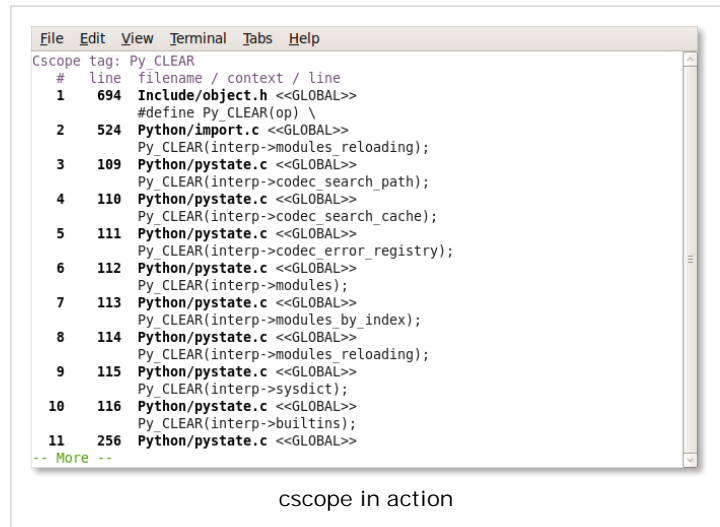 File Edit View Terminal Tabs Help
Cscope tag: Py_CLEAR
# line filename / context / line
1 694 Include/object.h <<GLOBAL>>
#define Py_CLEAR(op) \
2 524 Python/import.c <<GLOBAL>>
Py_CLEAR(interp->modules_reloading);
3 109 Python/pystate.c <<GLOBAL>>
Py_CLEAR(interp->codec_search_path);
4 110 Python/pystate.c <<GLOBAL>>
Py_CLEAR(interp->codec_search_cache);
5 111 Python/pystate.c <<GLOBAL>>
Py_CLEAR(interp->codec_error_registry);
6 112 Python/pystate.c <<GLOBAL>>
Py_CLEAR(interp->modules);
7 113 Python/pystate.c <<GLOBAL>>
Py_CLEAR(interp->modules_by_index);
8 114 Python/pystate.c <<GLOBAL>>
Py_CLEAR(interp->modules_reloading);
9 115 Python/pystate.c <<GLOBAL>>
Py_CLEAR(interp->sysdict);
10 116 Python/pystate.c <<GLOBAL>>
Py_CLEAR(interp->builtins);
11 256 Python/pystate.c <<GLOBAL>>
-- More --
cscope in action